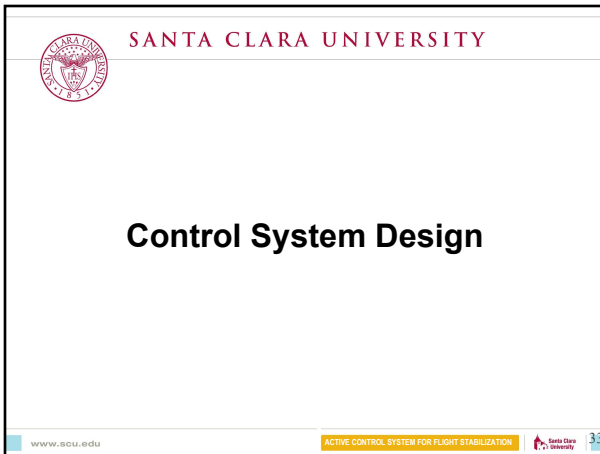 SANTA CLARA UNIVERSITY
SANTA CLARA UNIVERSITY
IHS
1851
Control System Design
www.scu.edu
ACTIVE CONTROL SYSTEM FOR FLIGHT STABILIZATION
Santa Clara
University